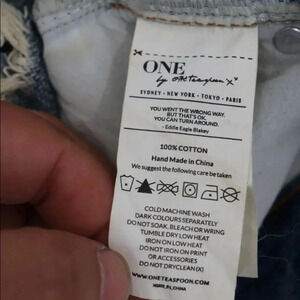 ONE
by one teaspoon x
SYDNEY • NEW YORK • TOKYO • PARIS
YOU WENT THE WRONG WAY.
BUT THAT'S OK.
YOU CAN TURN AROUND.
- Eddie Eagle Blakey
100% COTTON
Hand Made in China
We suggest the following care be taken
COLD MACHINE WASH
DARK COLOURS SEPARATELY
DO NOT SOAK, BLEACH OR WRING
TUMBLE DRY LOW HEAT
IRON ON LOW HEAT
DO NOT IRON ON PRINT
OR ACCESSORIES
DO NOT DRYCLEAN (X)
WWW.ONETEASPOON.COM